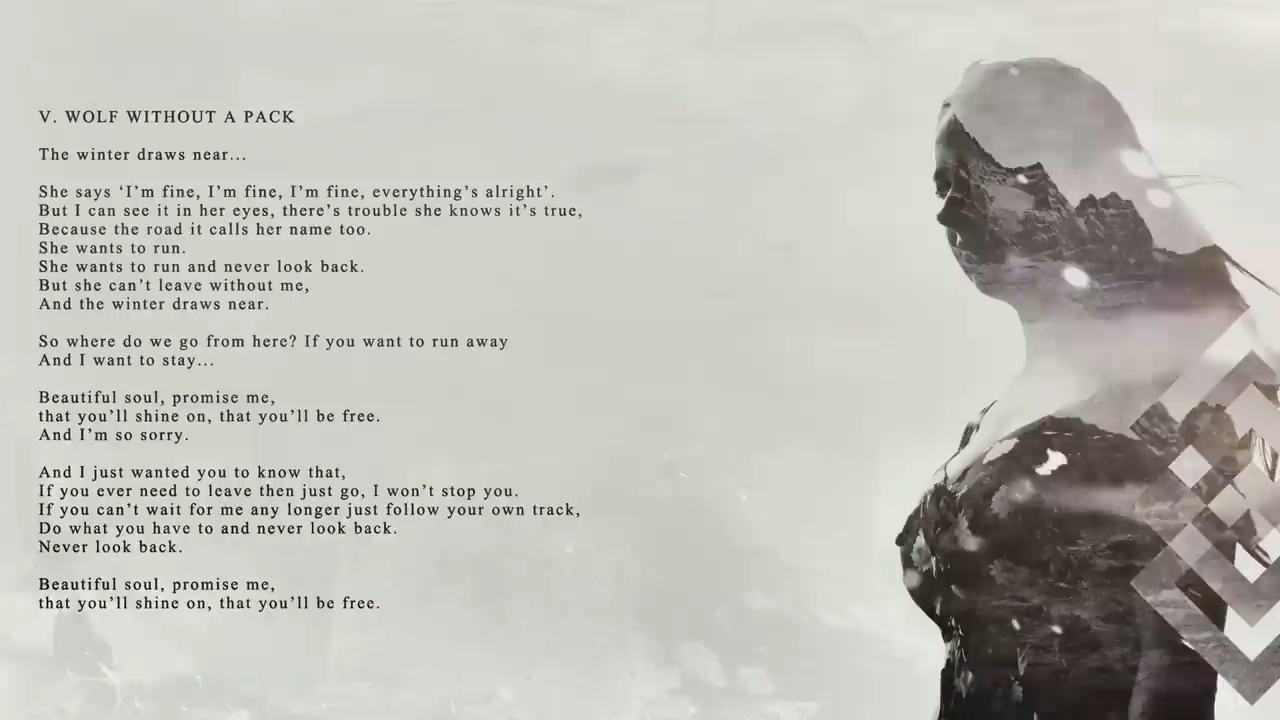 V. WOLF WITHOUT A PACK
The winter draws near...
She says ‘I’m fine, I’m fine, I’m fine, everything’s alright’.
But I can see it in her eyes, there’s trouble she knows it’s true,
Because the road it calls her name too.
She wants to run.
She wants to run and never look back.
But she can’t leave without me,
And the winter draws near.
So where do we go from here? If you want to run away
And I want to stay...
Beautiful soul, promise me,
that you’ll shine on, that you’ll be free.
And I’m so sorry.
And I just wanted you to know that,
If you ever need to leave then just go, I won’t stop you.
If you can’t wait for me any longer just follow your own track,
Do what you have to and never look back.
Never look back.
Beautiful soul, promise me,
that you’ll shine on, that you’ll be free.